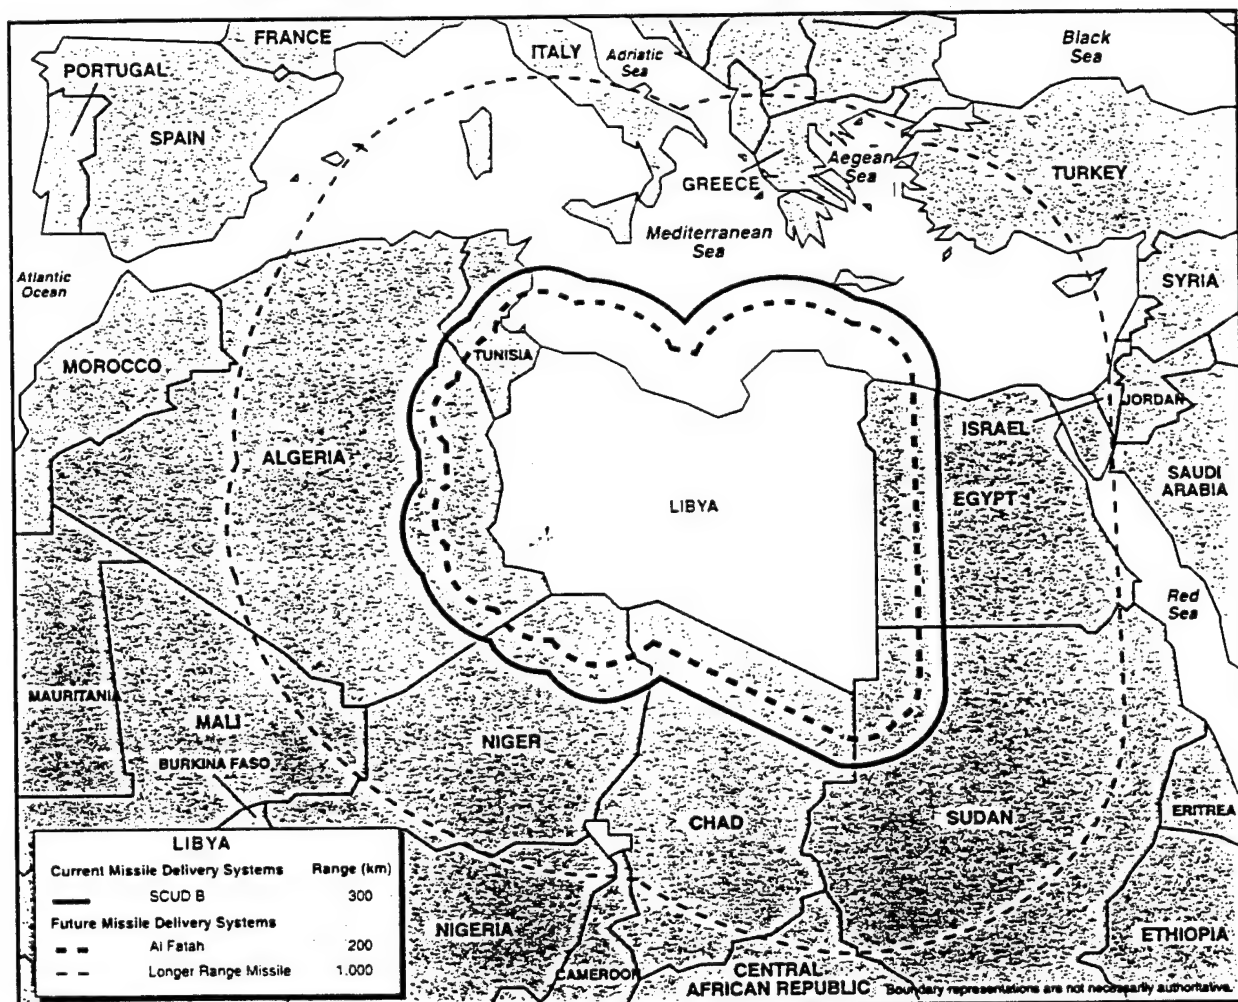 FRANCE
ITALY
Adriatic
Sea
Black
Sea
PORTUGAL
SPAIN
GREECE
Aegean
Sea
TURKEY
Mediterranean
Sea
Atlantic
Ocean
SYRIA
MOROCCO
TUNISIA
JORDAN
ISRAEL
ALGERIA
SAUDI
ARABIA
EGYPT
LIBYA
Red
Sea
MAURITANIA
MALI
NIGER
BURKINA FASO
CHAD
SUDAN
ERITREA
NIGERIA
ETHIOPIA
CAMEROON
CENTRAL
AFRICAN REPUBLIC
Boundary representations are not necessarily authoritative.
LIBYA
Current Missile Delivery Systems Range (km)
SCUD B 300
Future Missile Delivery Systems
Al Fatah 200
Longer Range Missile 1.000